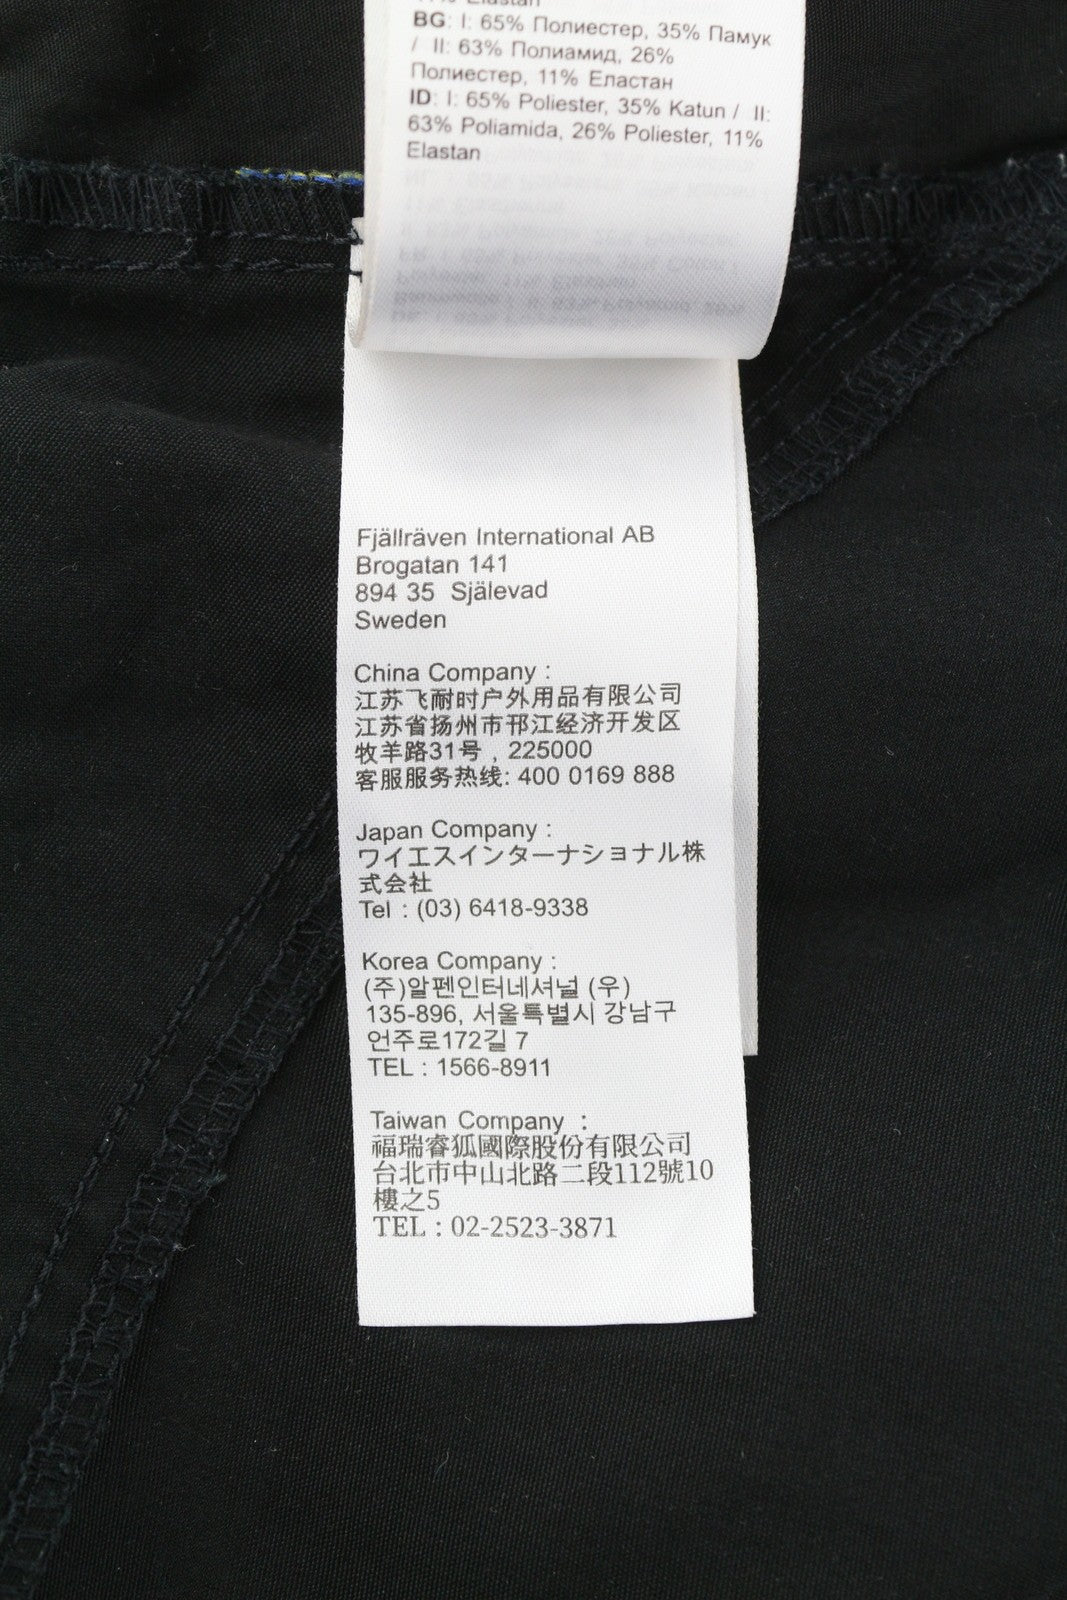 11% Elastan
BG: I: 65% Полиестер, 35% Памук
/ II: 63% Полиамид, 26%
Полиестер, 11% Еластан
ID: I: 65% Poliester, 35% Katun / II:
63% Poliamida, 26% Poliester, 11%
Elastan
Fjällräven International AB
Brogatan 141
894 35 Själevad
Sweden
China Company :
江苏飞耐时户外用品有限公司
江苏省扬州市邗江经济开发区
牧羊路31号 , 225000
客服服务热线: 400 0169 888
Japan Company :
ワイエスインターナショナル株
式会社
Tel : (03) 6418-9338
Korea Company :
(주)알펜인터네셔널 (우)
135-896, 서울특별시 강남구
언주로172길 7
TEL : 1566-8911
Taiwan Company :
福瑞睿狐國際股份有限公司
台北市中山北路二段112號10
樓之5
TEL : 02-2523-3871